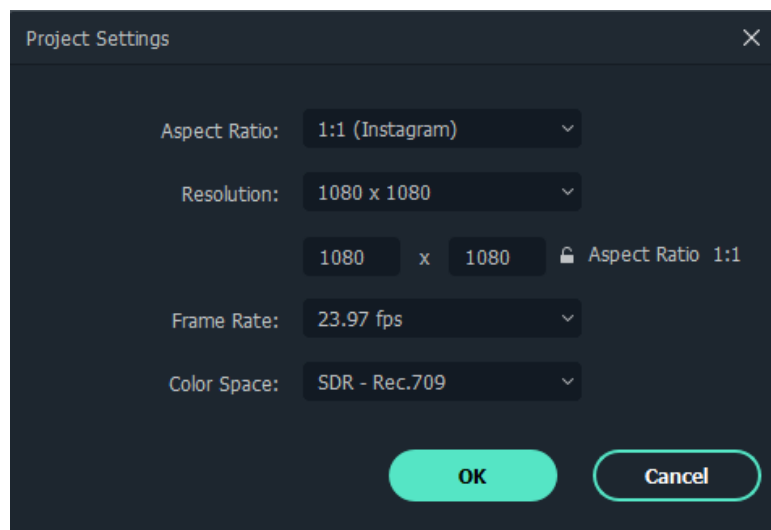 Project Settings
Aspect Ratio: 1:1 (Instagram)
Resolution: 1080 x 1080
1080 x 1080 Aspect Ratio 1:1
Frame Rate: 23.97 fps
Color Space: SDR - Rec.709
OK Cancel